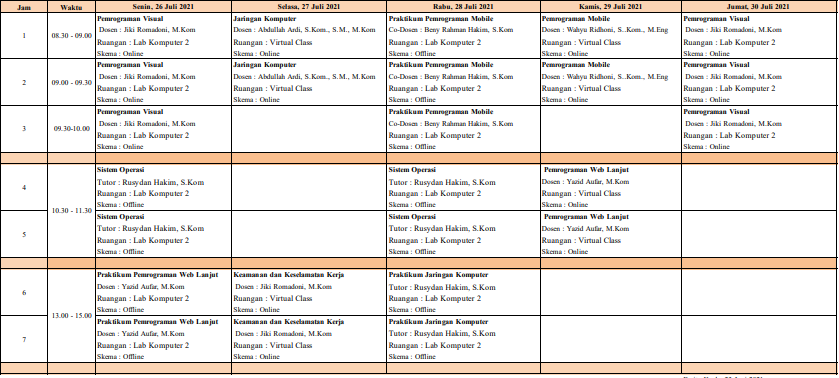 Jam Waktu Senin, 26 Juli 2021 Selasa, 27 Juli 2021 Rabu, 28 Juli 2021 Kamis, 29 Juli 2021 Jumat, 30 Juli 2021
1 08.30 - 09.00
Pemrograman Visual
Dosen : Jiki Romadoni, M.Kom
Ruangan : Lab Komputer 2
Skema : Online
Jaringan Komputer
Dosen : Abdullah Ardi, S.Kom., S.M., M.Kom
Ruangan : Virtual Class
Skema : Online
Praktikum Pemrograman Mobile
Co-Dosen : Beny Rahman Hakim, S.Kom
Ruangan : Lab Komputer 2
Skema : Offline
Pemrograman Mobile
Dosen : Wahyu Ridhoni, S..Kom., M.Eng
Ruangan : Virtual Class
Skema : Online
Pemrograman Visual
Dosen : Jiki Romadoni, M.Kom
Ruangan : Lab Komputer 2
Skema : Online
2 09.00 - 09.30
Pemrograman Visual
Dosen : Jiki Romadoni, M.Kom
Ruangan : Lab Komputer 2
Skema : Online
Jaringan Komputer
Dosen : Abdullah Ardi, S.Kom., S.M., M.Kom
Ruangan : Virtual Class
Skema : Online
Praktikum Pemrograman Mobile
Co-Dosen : Beny Rahman Hakim, S.Kom
Ruangan : Lab Komputer 2
Skema : Offline
Pemrograman Mobile
Dosen : Wahyu Ridhoni, S..Kom., M.Eng
Ruangan : Virtual Class
Skema : Online
Pemrograman Visual
Dosen : Jiki Romadoni, M.Kom
Ruangan : Lab Komputer 2
Skema : Online
3 09.30-10.00
Pemrograman Visual
Dosen : Jiki Romadoni, M.Kom
Ruangan : Lab Komputer 2
Skema : Online
Praktikum Pemrograman Mobile
Co-Dosen : Beny Rahman Hakim, S.Kom
Ruangan : Lab Komputer 2
Skema : Offline
Pemrograman Visual
Dosen : Jiki Romadoni, M.Kom
Ruangan : Lab Komputer 2
Skema : Online
4 10.30 - 11.30
Sistem Operasi
Tutor : Rusydan Hakim, S.Kom
Ruangan : Lab Komputer 2
Skema : Offline
Sistem Operasi
Tutor : Rusydan Hakim, S.Kom
Ruangan : Lab Komputer 2
Skema : Offline
Pemrograman Web Lanjut
Dosen : Yazid Aufar, M.Kom
Ruangan : Virtual Class
Skema : Online
5
Sistem Operasi
Tutor : Rusydan Hakim, S.Kom
Ruangan : Lab Komputer 2
Skema : Offline
Sistem Operasi
Tutor : Rusydan Hakim, S.Kom
Ruangan : Lab Komputer 2
Skema : Offline
Pemrograman Web Lanjut
Dosen : Yazid Aufar, M.Kom
Ruangan : Virtual Class
Skema : Online
6 13.00 - 15.00
Praktikum Pemrograman Web Lanjut
Dosen : Yazid Aufar, M.Kom
Ruangan : Lab Komputer 2
Skema : Offline
Keamanan dan Keselamatan Kerja
Dosen : Jiki Romadoni, M.Kom
Ruangan : Virtual Class
Skema : Online
Praktikum Jaringan Komputer
Tutor : Rusydan Hakim, S.Kom
Ruangan : Lab Komputer 2
Skema : Offline
7
Praktikum Pemrograman Web Lanjut
Dosen : Yazid Aufar, M.Kom
Ruangan : Lab Komputer 2
Skema : Offline
Keamanan dan Keselamatan Kerja
Dosen : Jiki Romadoni, M.Kom
Ruangan : Virtual Class
Skema : Online
Praktikum Jaringan Komputer
Tutor : Rusydan Hakim, S.Kom
Ruangan : Lab Komputer 2
Skema : Offline